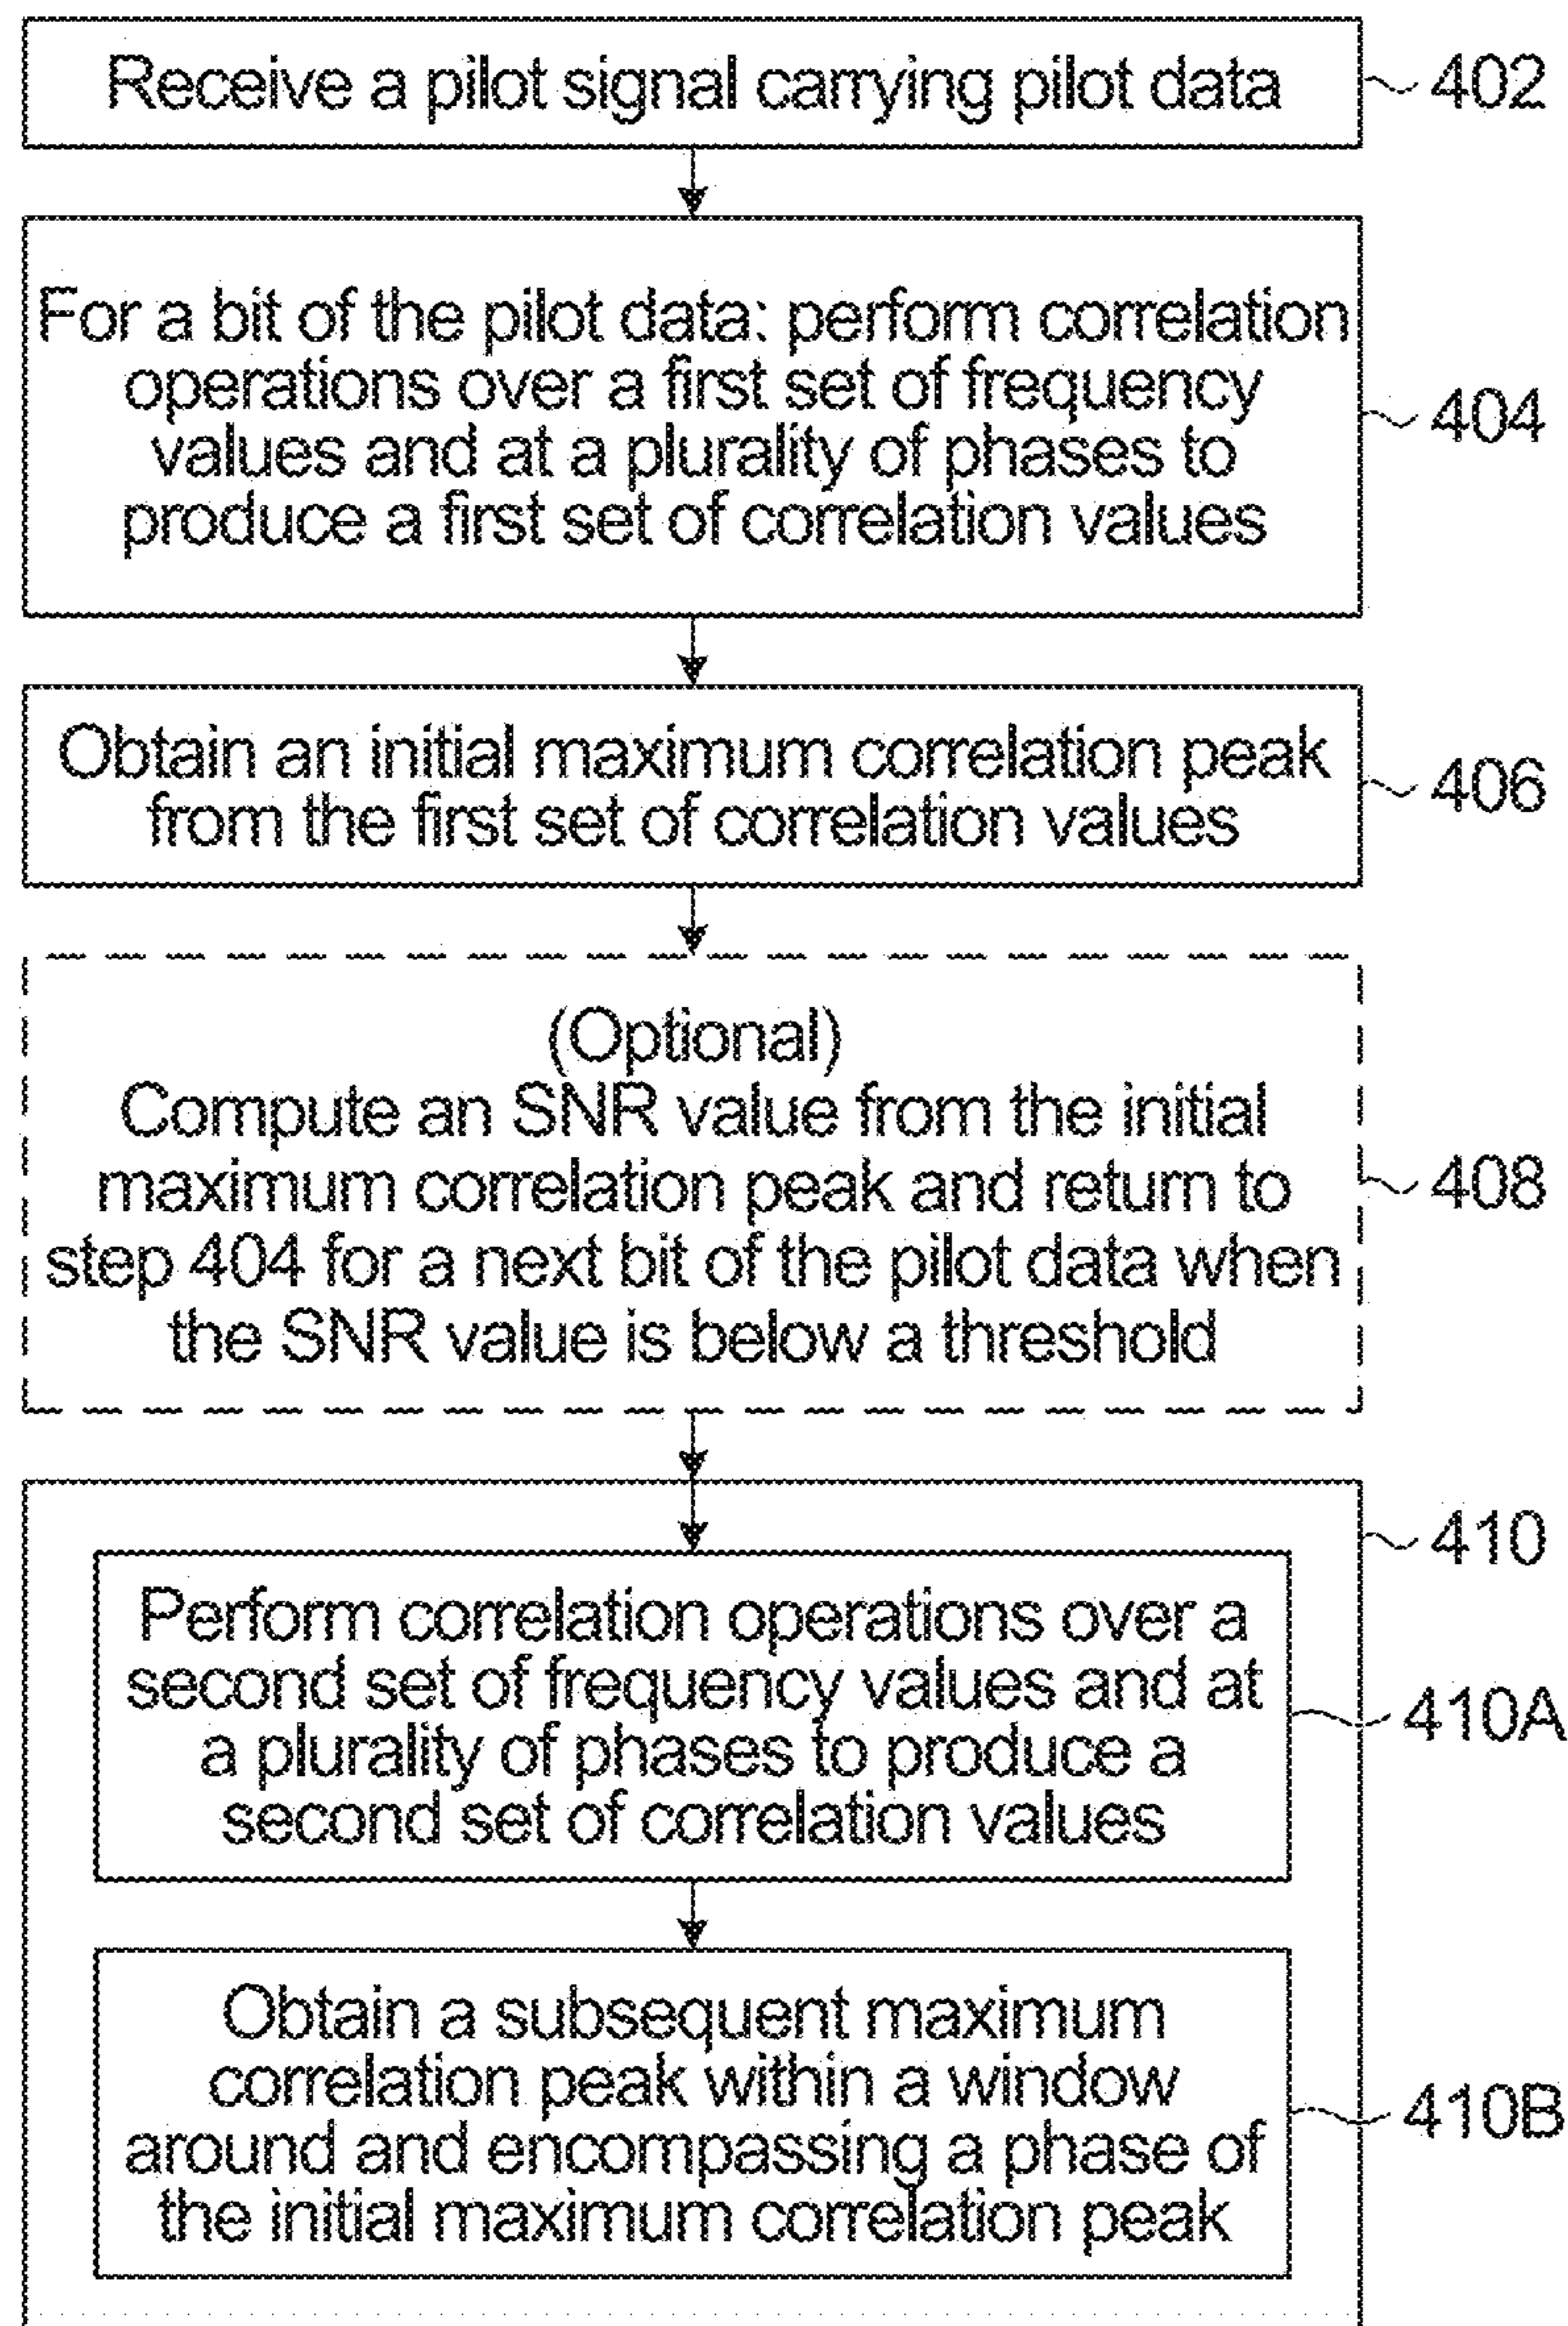 Receive a pilot signal carrying pilot data
402
For a bit of the pilot data: perform correlation
operations over a first set of frequency
values and at a plurality of phases to
produce a first set of correlation values
404
Obtain an initial maximum correlation peak
from the first set of correlation values
406
(Optional)
Compute an SNR value from the initial
maximum correlation peak and return to
step 404 for a next bit of the pilot data when
the SNR value is below a threshold
408
410
Perform correlation operations over a
second set of frequency values and at
a plurality of phases to produce a
second set of correlation values
410A
Obtain a subsequent maximum
correlation peak within a window
around and encompassing a phase of
the initial maximum correlation peak
410B